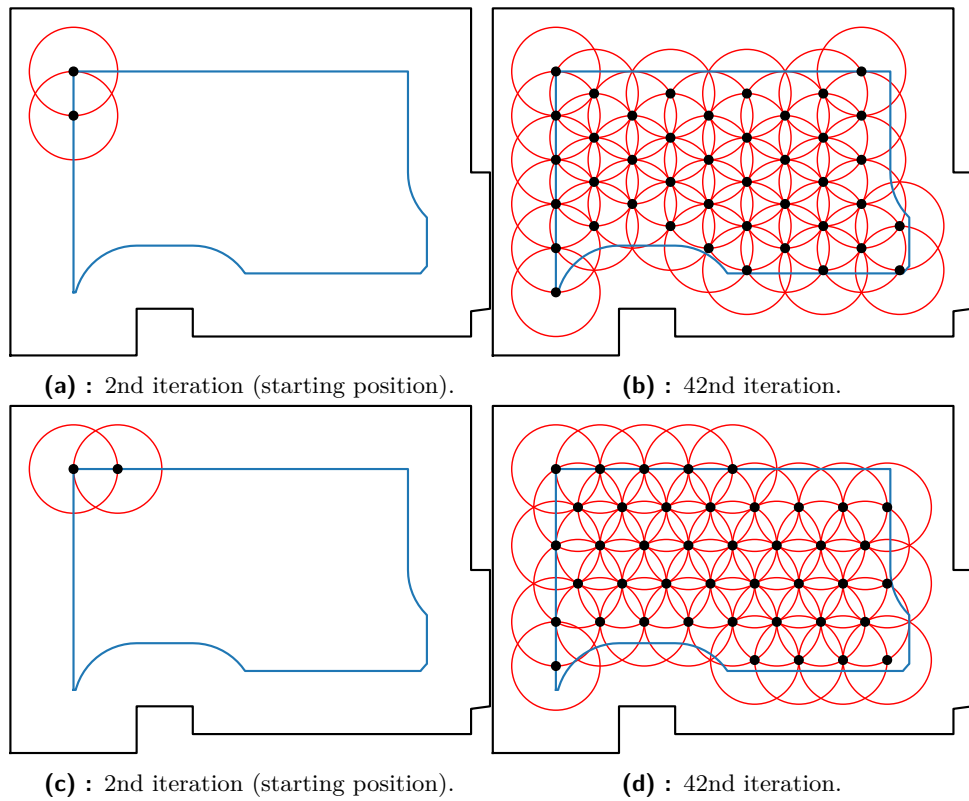 (a) : 2nd iteration (starting position).
(b) : 42nd iteration.
(c) : 2nd iteration (starting position).
(d) : 42nd iteration.